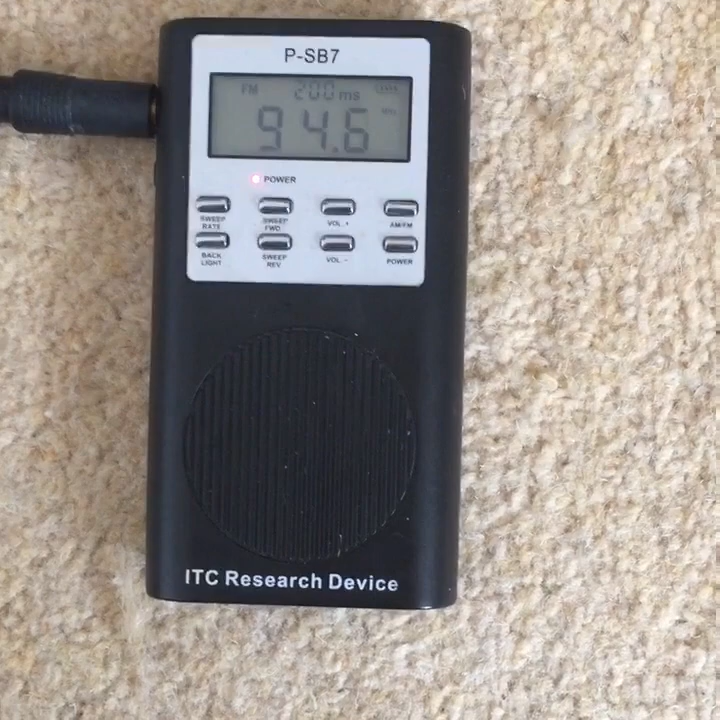 P-SB7
FM 200 ms
94.6
POWER
SWEEP RATE
SWEEP FWD
VOL +
AM/FM
BACK LIGHT
SWEEP REV
VOL -
POWER
ITC Research Device